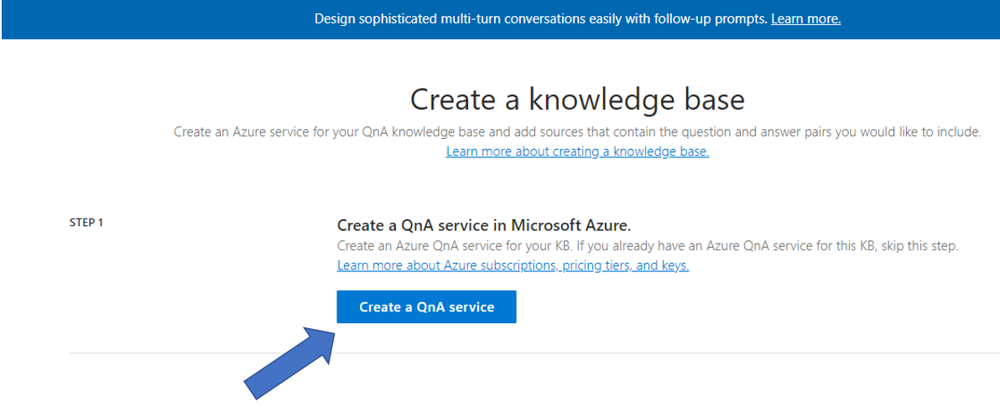 Design sophisticated multi-turn conversations easily with follow-up prompts. Learn more.
Create a knowledge base
Create an Azure service for your QnA knowledge base and add sources that contain the question and answer pairs you would like to include.
Learn more about creating a knowledge base.
STEP 1
Create a QnA service in Microsoft Azure.
Create an Azure QnA service for your KB. If you already have an Azure QnA service for this KB, skip this step.
Learn more about Azure subscriptions, pricing tiers, and keys.
Create a QnA service